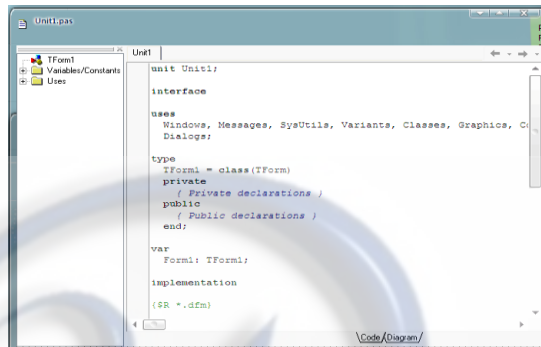 Unit1.pas
TForm1
Variables/Constants
Uses
Unit1
unit Unit1;
interface
uses
Windows, Messages, SysUtils, Variants, Classes, Graphics,
Dialogs;
type
TForm1 = class(TForm)
private
{ Private declarations }
public
{ Public declarations }
end;
var
Form1: TForm1;
implementation
{$R *.dfm}
Code/Diagram/